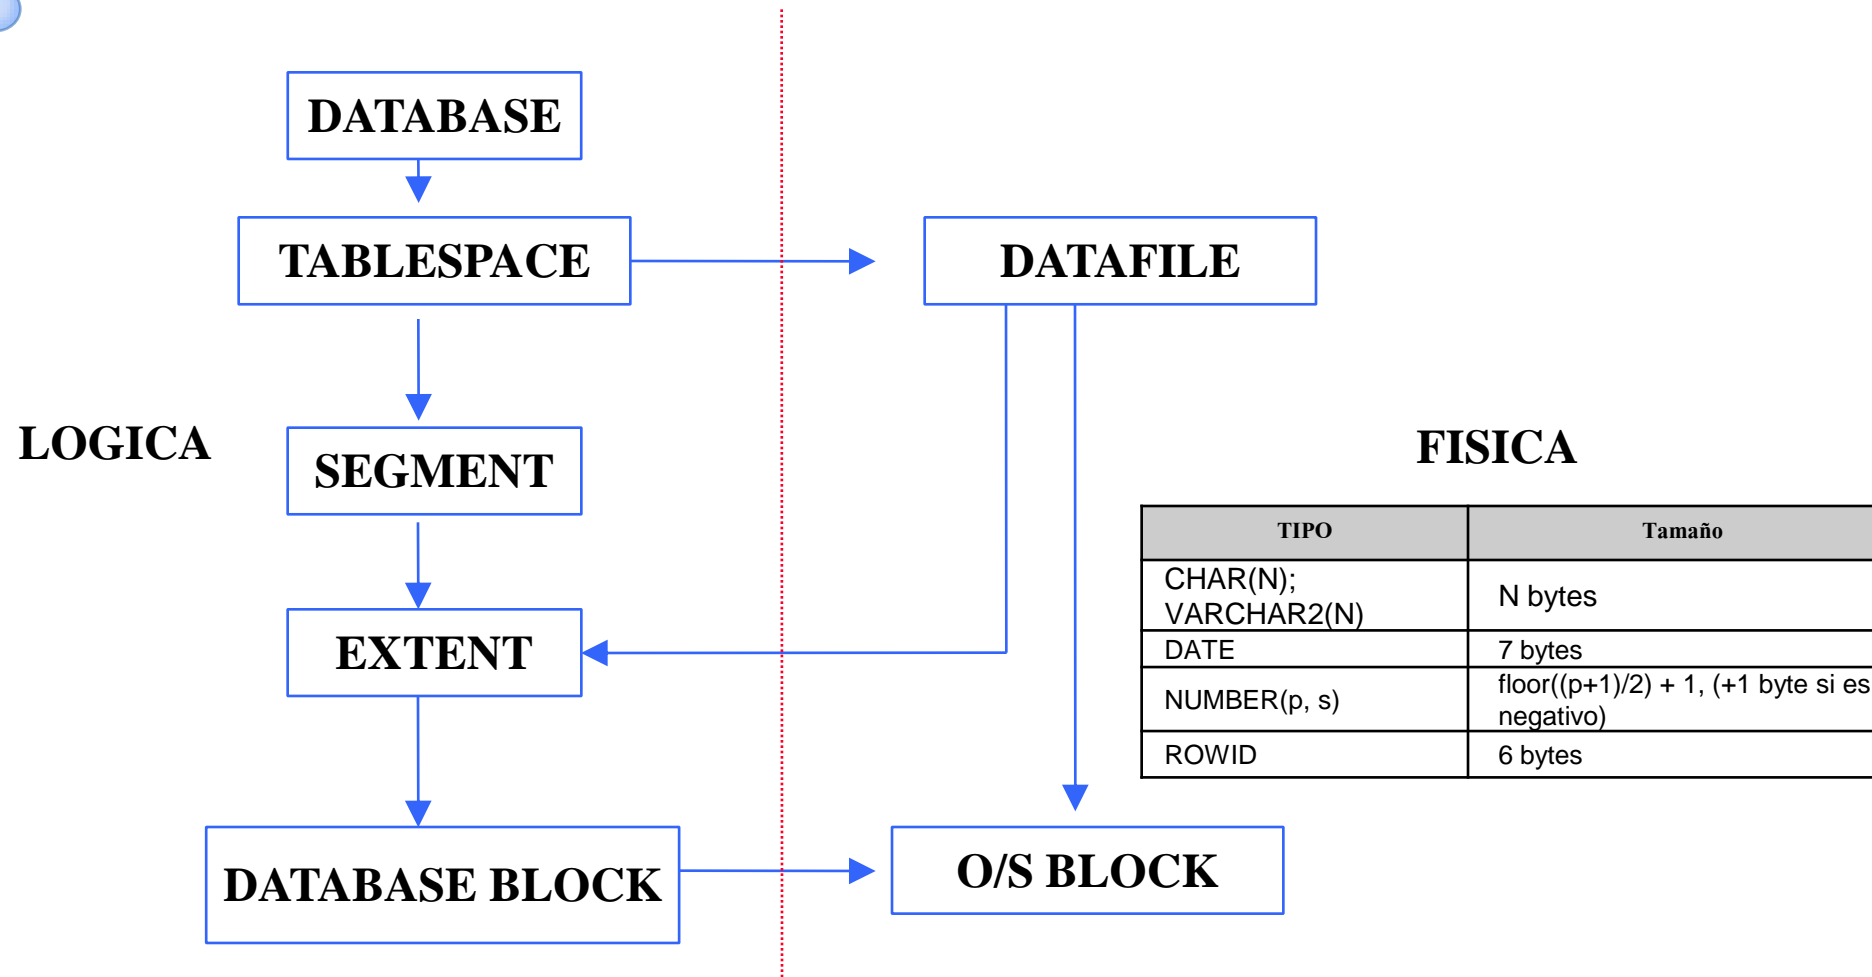 DATABASE
TABLESPACE
DATAFILE
LOGICA
SEGMENT
FISICA
TIPO
Tamaño
CHAR(N);
VARCHAR2(N)
N bytes
DATE
7 bytes
NUMBER(p, s)
floor((p+1)/2) + 1, (+1 byte si es
negativo)
ROWID
6 bytes
EXTENT
DATABASE BLOCK
O/S BLOCK